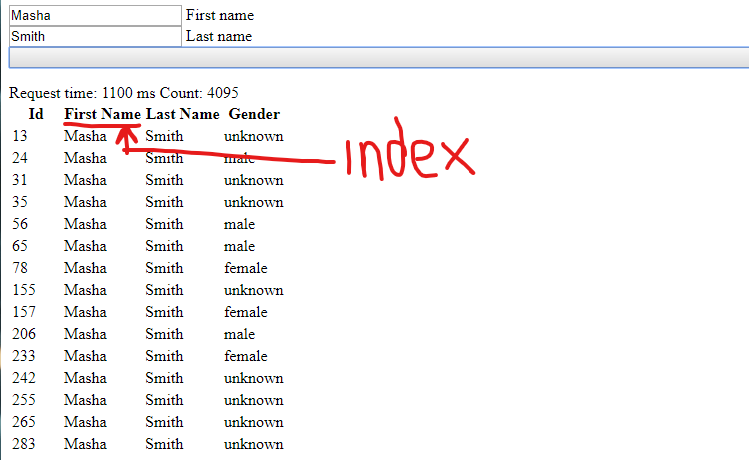 Masha First name
Smith Last name
Request time: 1100 ms Count: 4095
Id First Name Last Name Gender
13 Masha Smith unknown
24 Masha Smith male
31 Masha Smith unknown
35 Masha Smith unknown
56 Masha Smith male
65 Masha Smith male
78 Masha Smith female
155 Masha Smith unknown
157 Masha Smith female
206 Masha Smith male
233 Masha Smith female
242 Masha Smith unknown
255 Masha Smith unknown
265 Masha Smith unknown
283 Masha Smith unknown
index